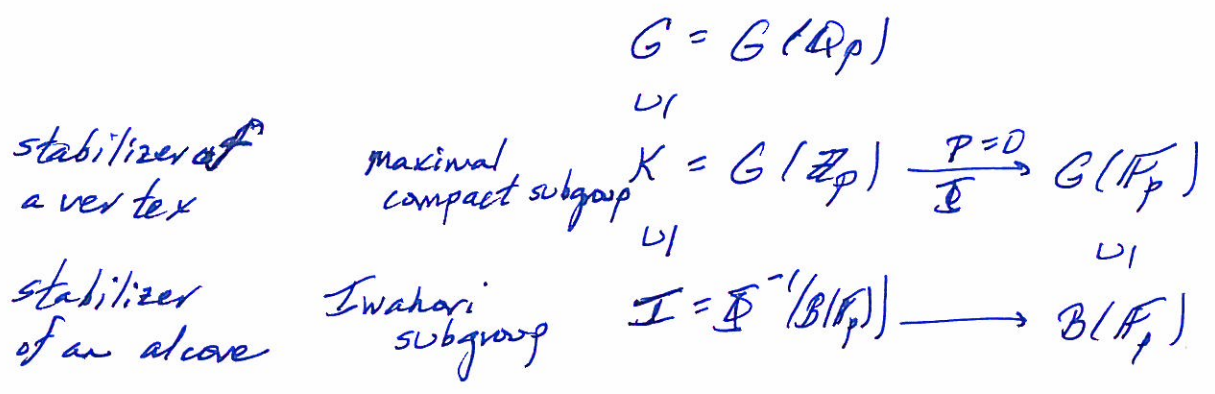 G = G(ℚp)
∪ı
stabilizer of a vertex maximal compact subgroup K = G(ℤp) —p=0→ Φ G(𝔽p)
∪ı ∪ı
stabilizer of an alcove Iwahori subgroup I = Φ⁻¹(B(𝔽p)) ⟶ B(𝔽p)